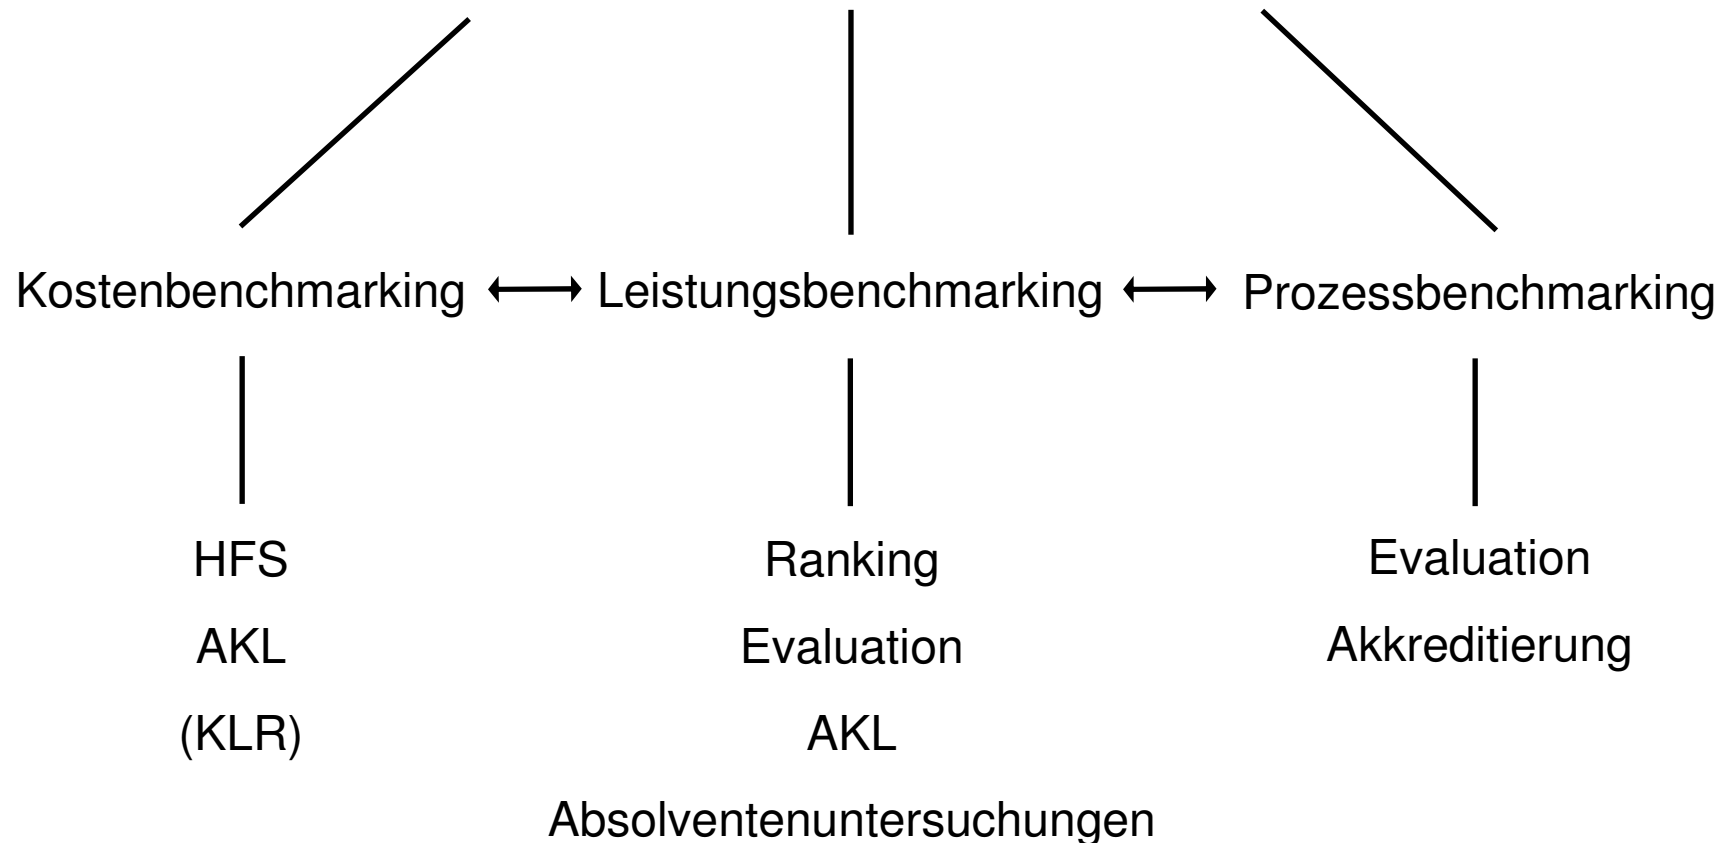 Kostenbenchmarking Leistungsbenchmarking Prozessbenchmarking
HFS
AKL
(KLR)
Ranking
Evaluation
AKL
Absolventenuntersuchungen
Evaluation
Akkreditierung